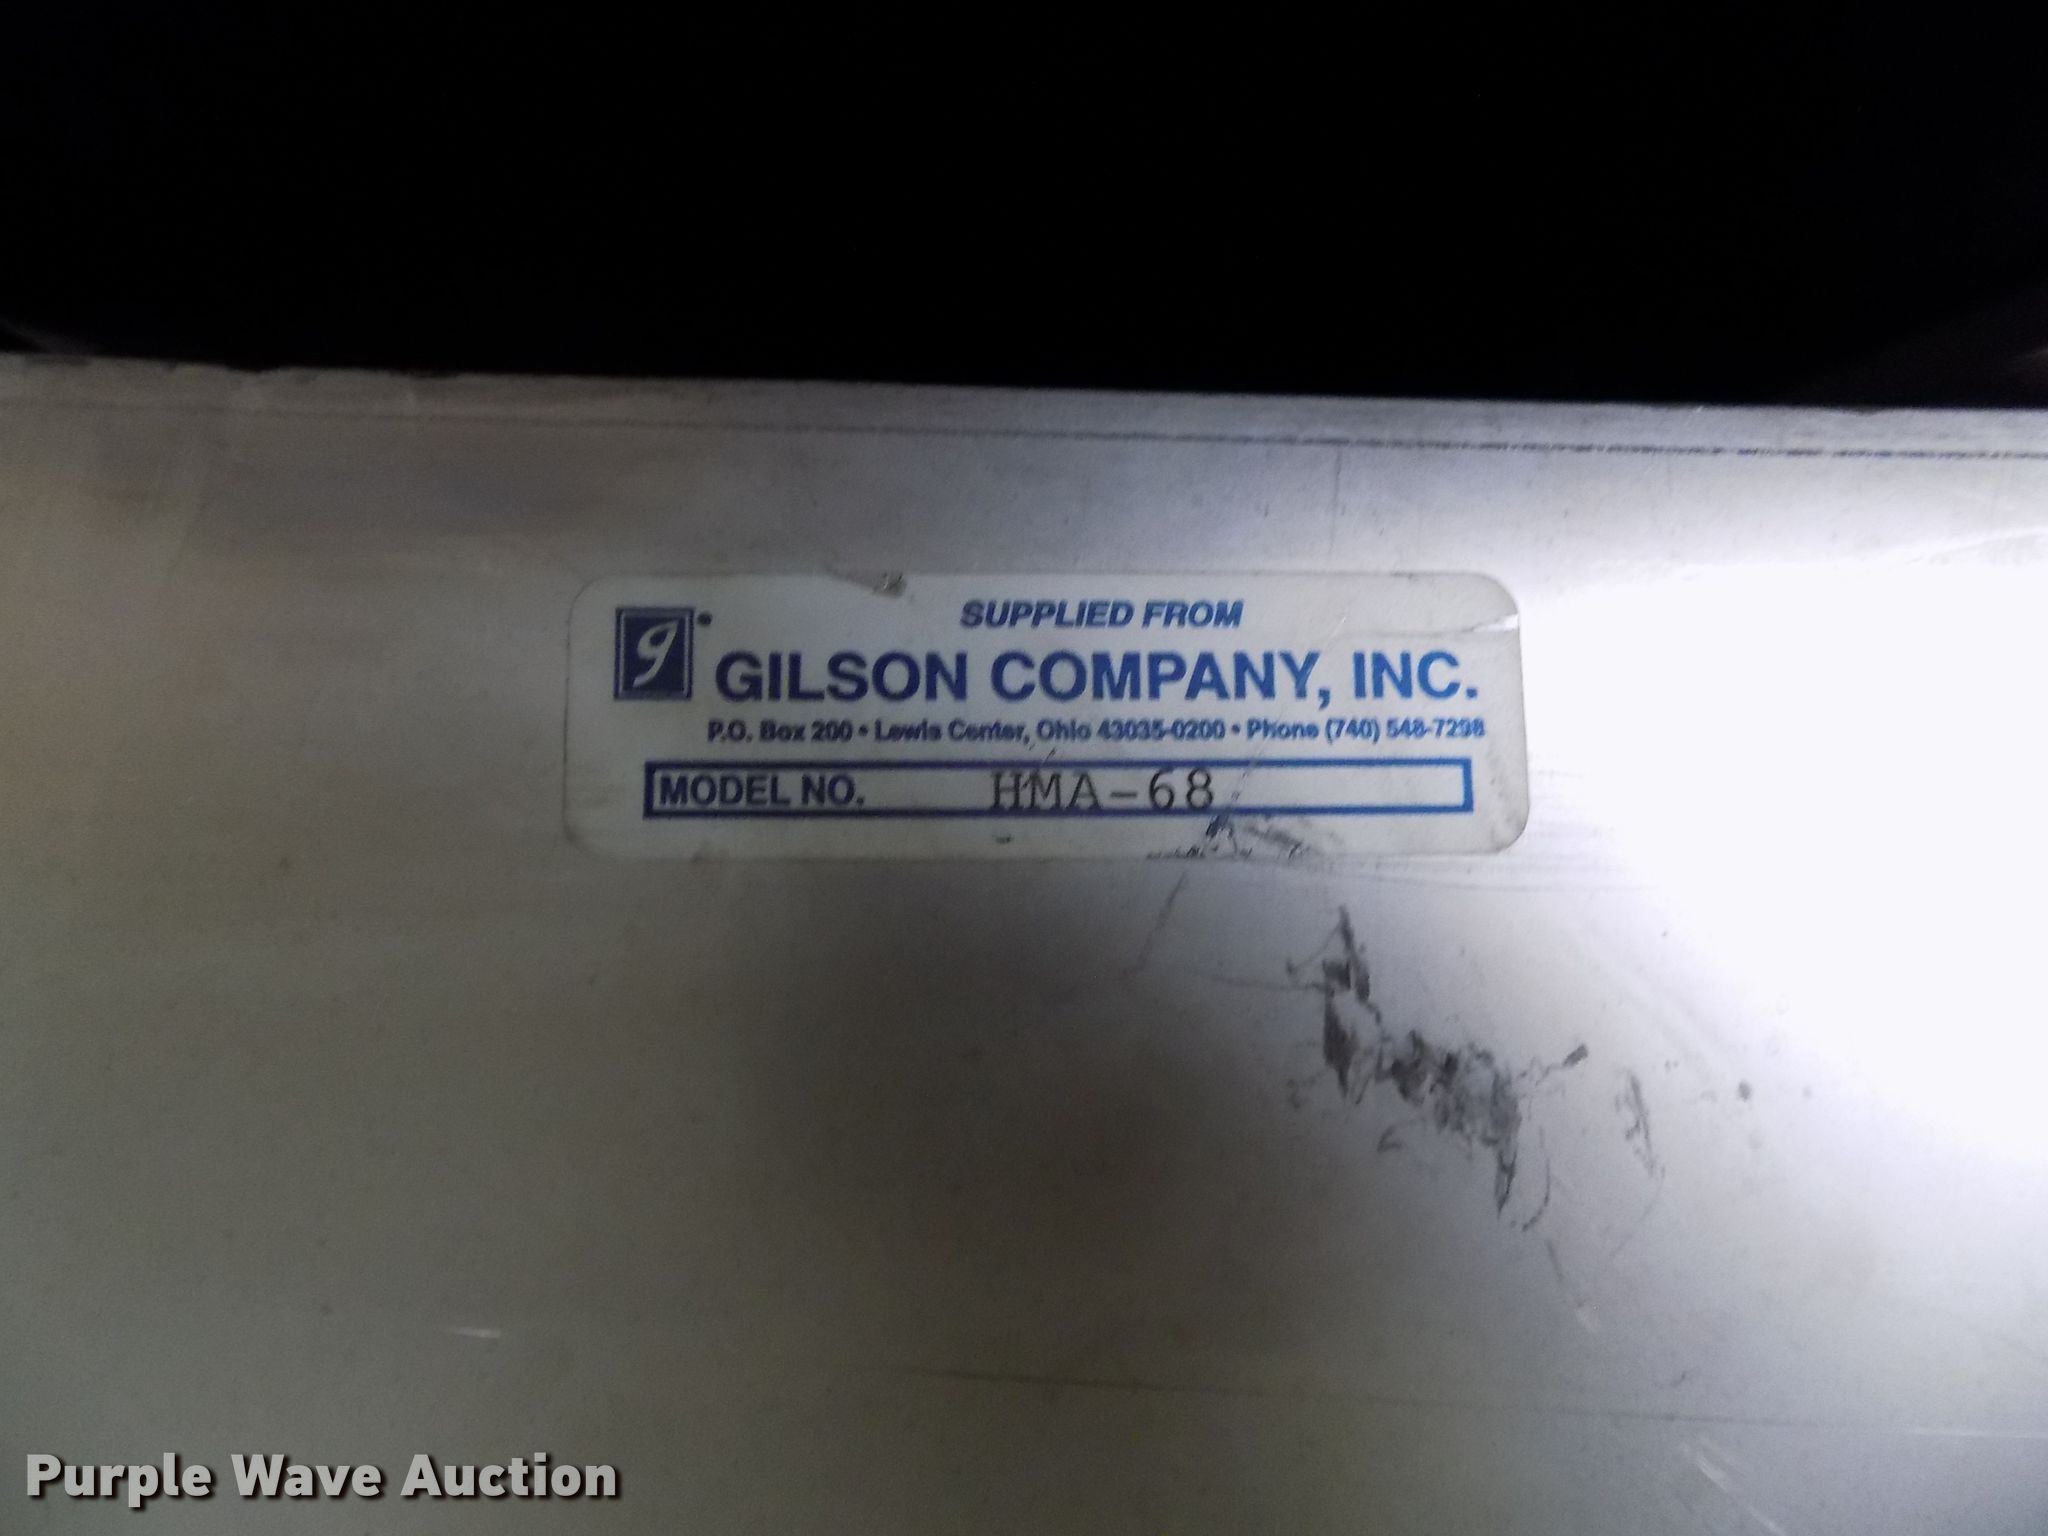 g
SUPPLIED FROM
GILSON COMPANY, INC.
P.O. Box 200 • Lewis Center, Ohio 43035-0200 • Phone (740) 548-7298
MODEL NO. HMA-68
Purple Wave Auction